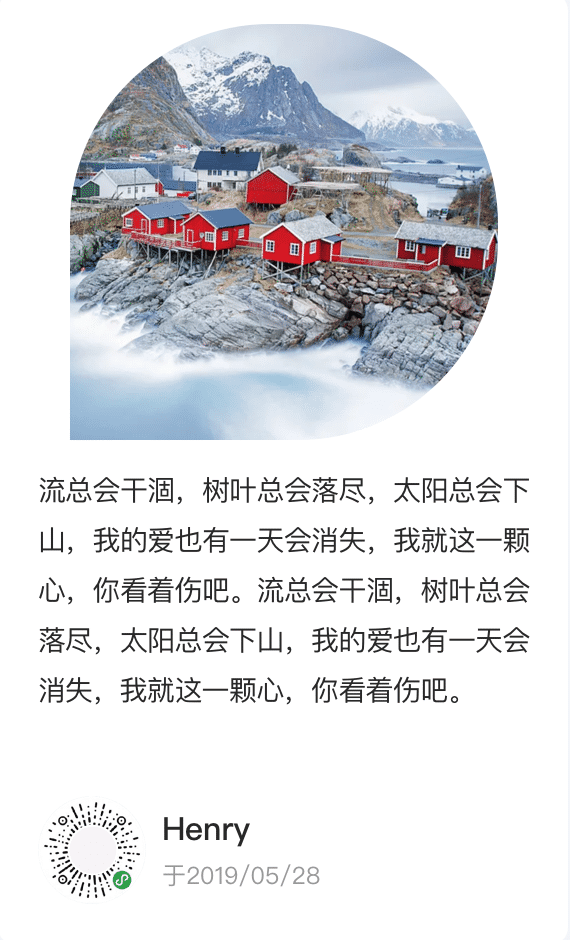 流总会干涸，树叶总会落尽，太阳总会下
山，我的爱也有一天会消失，我就这一颗
心，你看着伤吧。流总会干涸，树叶总会
落尽，太阳总会下山，我的爱也有一天会
消失，我就这一颗心，你看着伤吧。
Henry
于2019/05/28